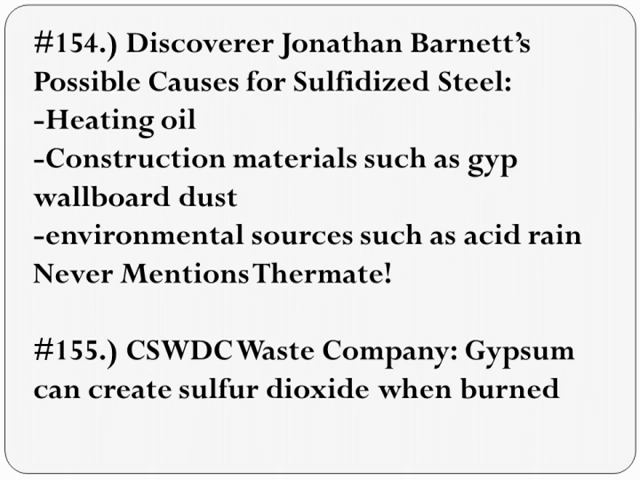 #154.) Discoverer Jonathan Barnett’s
Possible Causes for Sulfidized Steel:
-Heating oil
-Construction materials such as gyp
wallboard dust
-environmental sources such as acid rain
Never Mentions Thermate!
#155.) CSWDC Waste Company: Gypsum
can create sulfur dioxide when burned